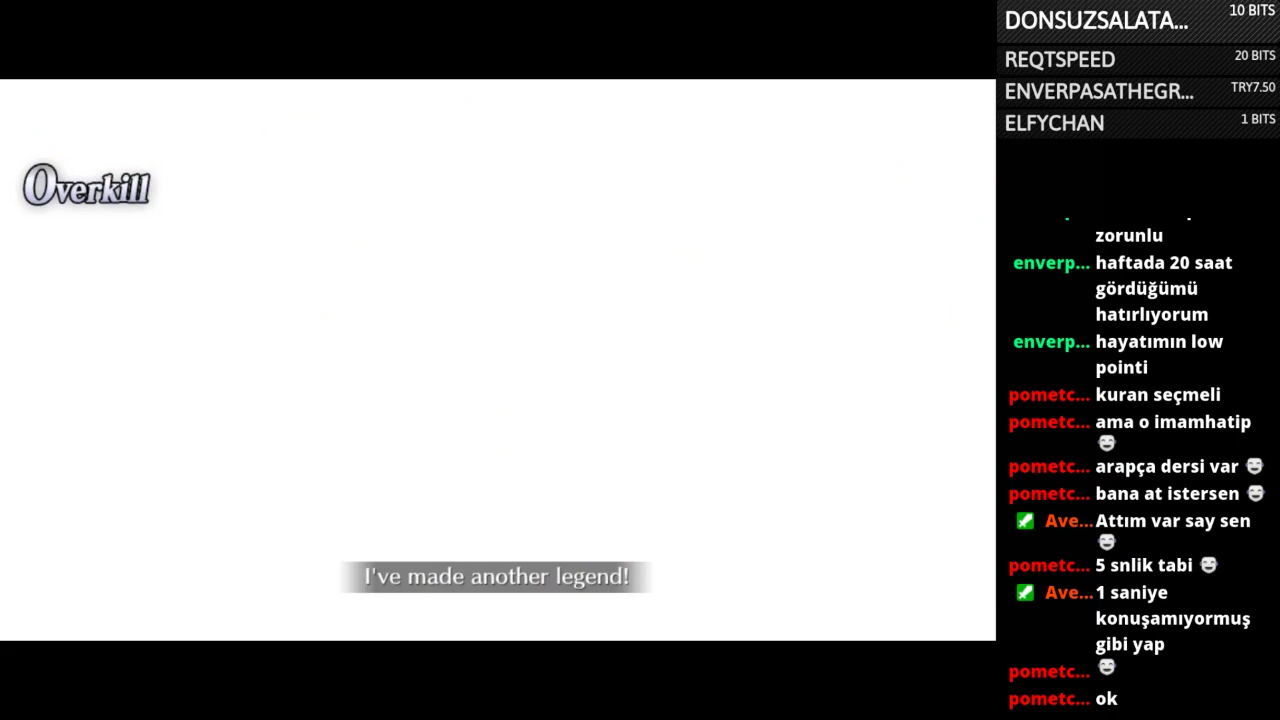 Overkill
I've made another legend!
DONSUZSALATA... 10 BITS
REQTSPEED 20 BITS
ENVERPASATHEGR... TRY7.50
ELFYCHAN 1 BITS
zorunlu
enverp... haftada 20 saat
gördüğümü
hatırlıyorum
enverp... hayatımın low
pointi
pometc... kuran seçmeli
pometc... ama o imamhatip
pometc... arapça dersi var
pometc... bana at istersen
Ave... Attım var say sen
pometc... 5 snlik tabi
Ave... 1 saniye
konuşamıyormuş
gibi yap
pometc...
pometc... ok